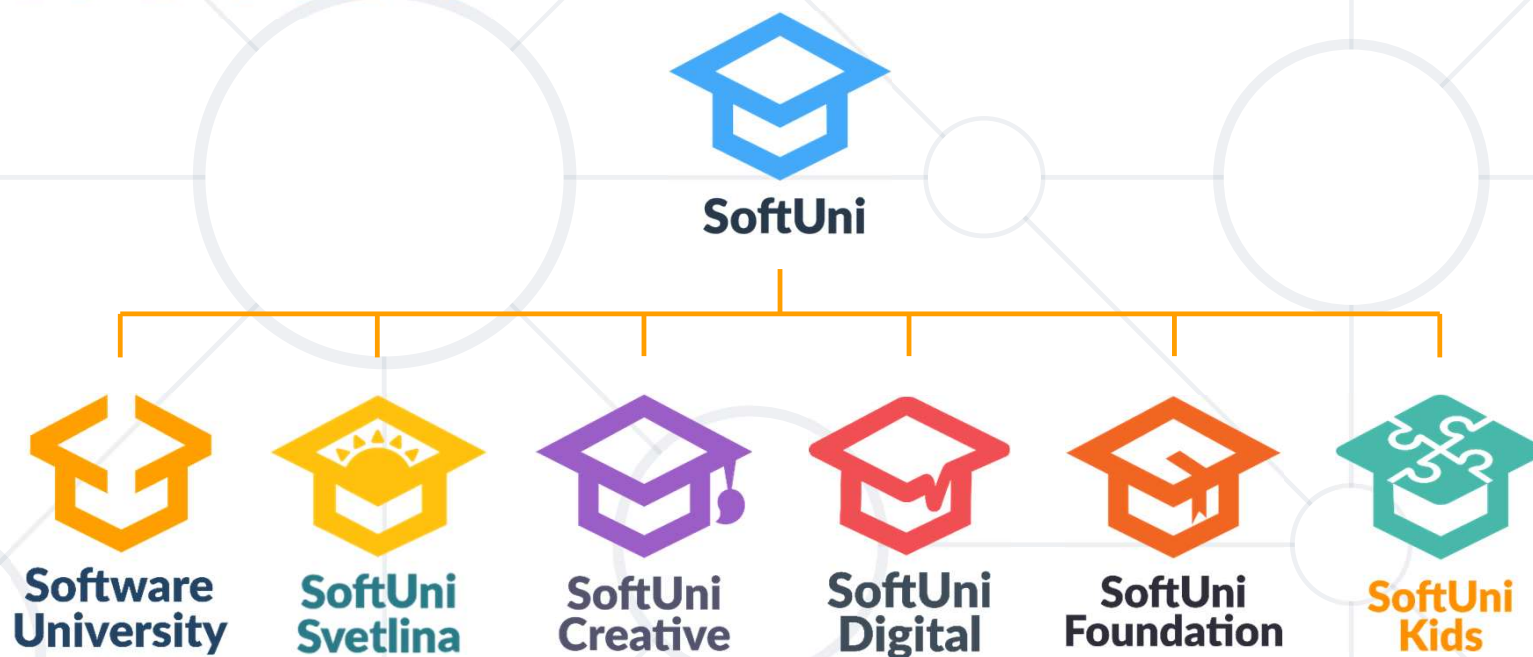 SoftUni
Software
University
SoftUni
Svetlina
SoftUni
Creative
SoftUni
Digital
SoftUni
Foundation
SoftUni
Kids